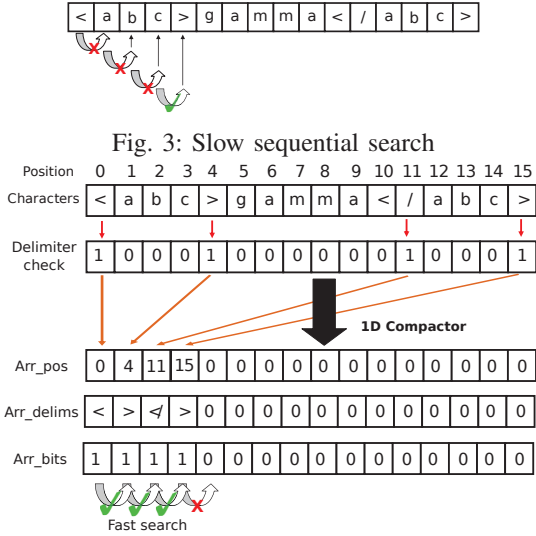 < a b c > g a m m a < / a b c >
Fig. 3: Slow sequential search
Position 0 1 2 3 4 5 6 7 8 9 10 11 12 13 14 15
Characters < a b c > g a m m a < / a b c >
Delimiter check 1 0 0 0 1 0 0 0 0 0 0 1 0 0 0 1
1D Compactor
Arr_pos 0 4 11 15 0 0 0 0 0 0 0 0 0 0 0 0
Arr_delims < > </ > 0 0 0 0 0 0 0 0 0 0 0 0
Arr_bits 1 1 1 1 0 0 0 0 0 0 0 0 0 0 0 0
Fast search